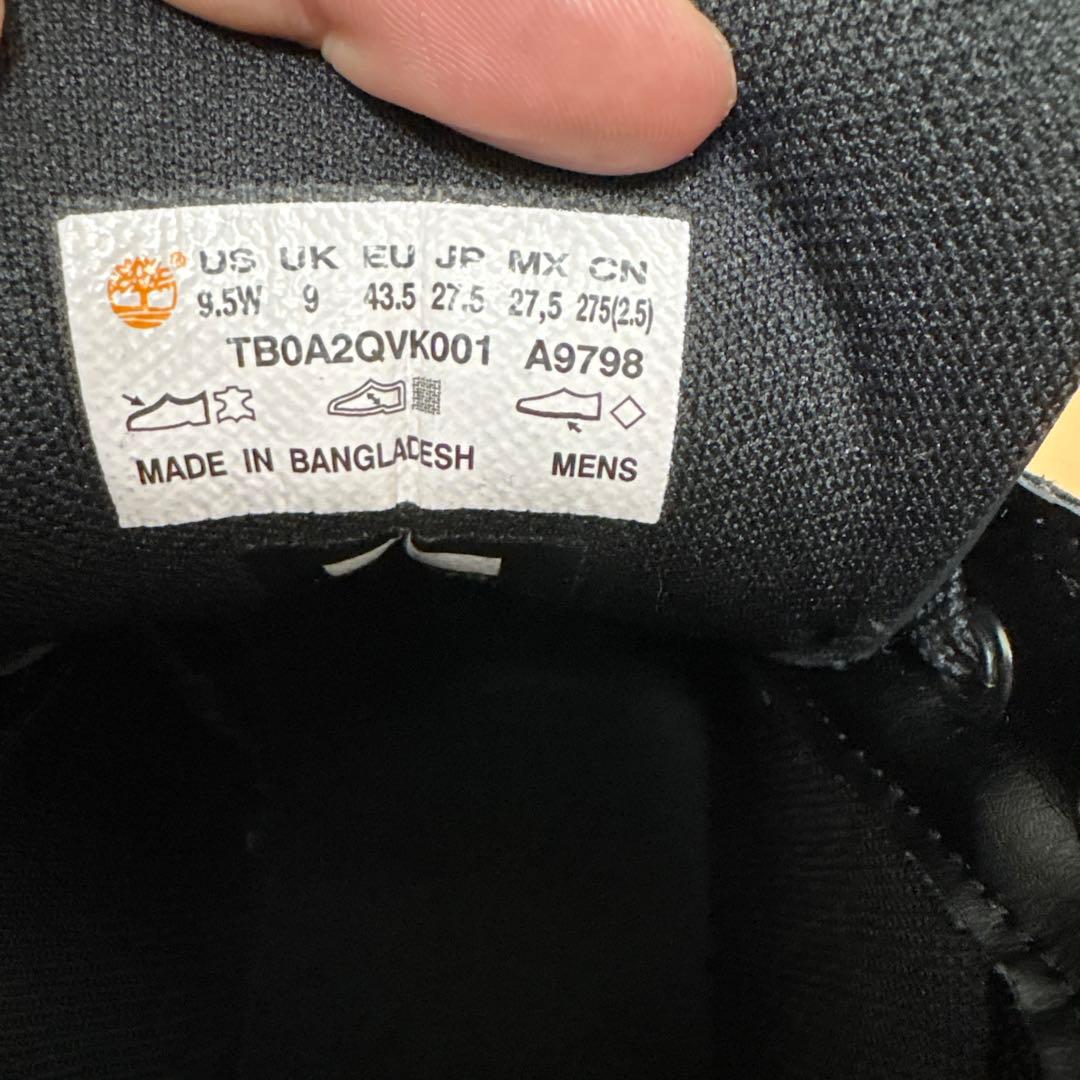 ® US UK EU JP MX CN
9.5W 9 43.5 27.5 27,5 275(2.5)
TB0A2QVK001 A9798
MADE IN BANGLADESH MENS